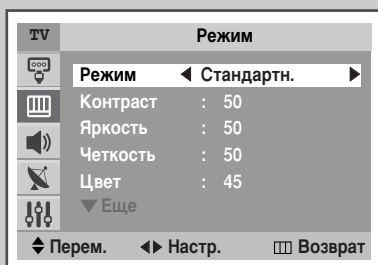 TV Режим
Режим ◀ Стандартн. ▶
Контраст : 50
Яркость : 50
Четкость : 50
Цвет : 45
▼ Еще
Перем. Настр. Возврат